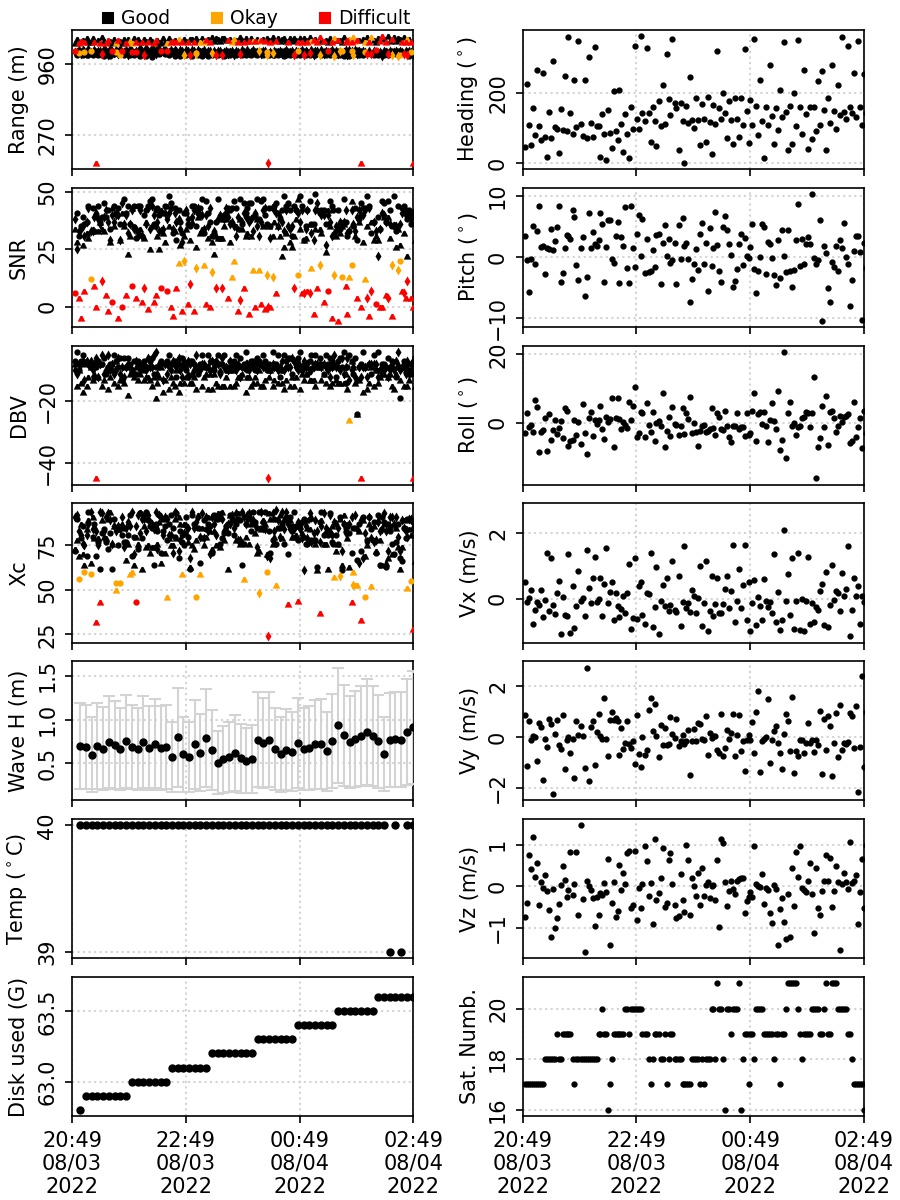 Good Okay Difficult
Range (m)
960
270
Heading (°)
200
0
SNR
50
25
0
Pitch (°)
10
0
−10
DBV
−20
−40
Roll (°)
20
0
Xc
75
50
25
Vx (m/s)
2
0
Wave H (m)
1.5
1.0
0.5
Vy (m/s)
2
0
−2
Temp (°C)
40
39
Vz (m/s)
1
0
−1
Disk used (G)
63.5
63.0
Sat. Numb.
20
18
16
20:49 22:49 00:49 02:49 20:49 22:49 00:49 02:49
08/03 08/03 08/04 08/04 08/03 08/03 08/04 08/04
2022 2022 2022 2022 2022 2022 2022 2022